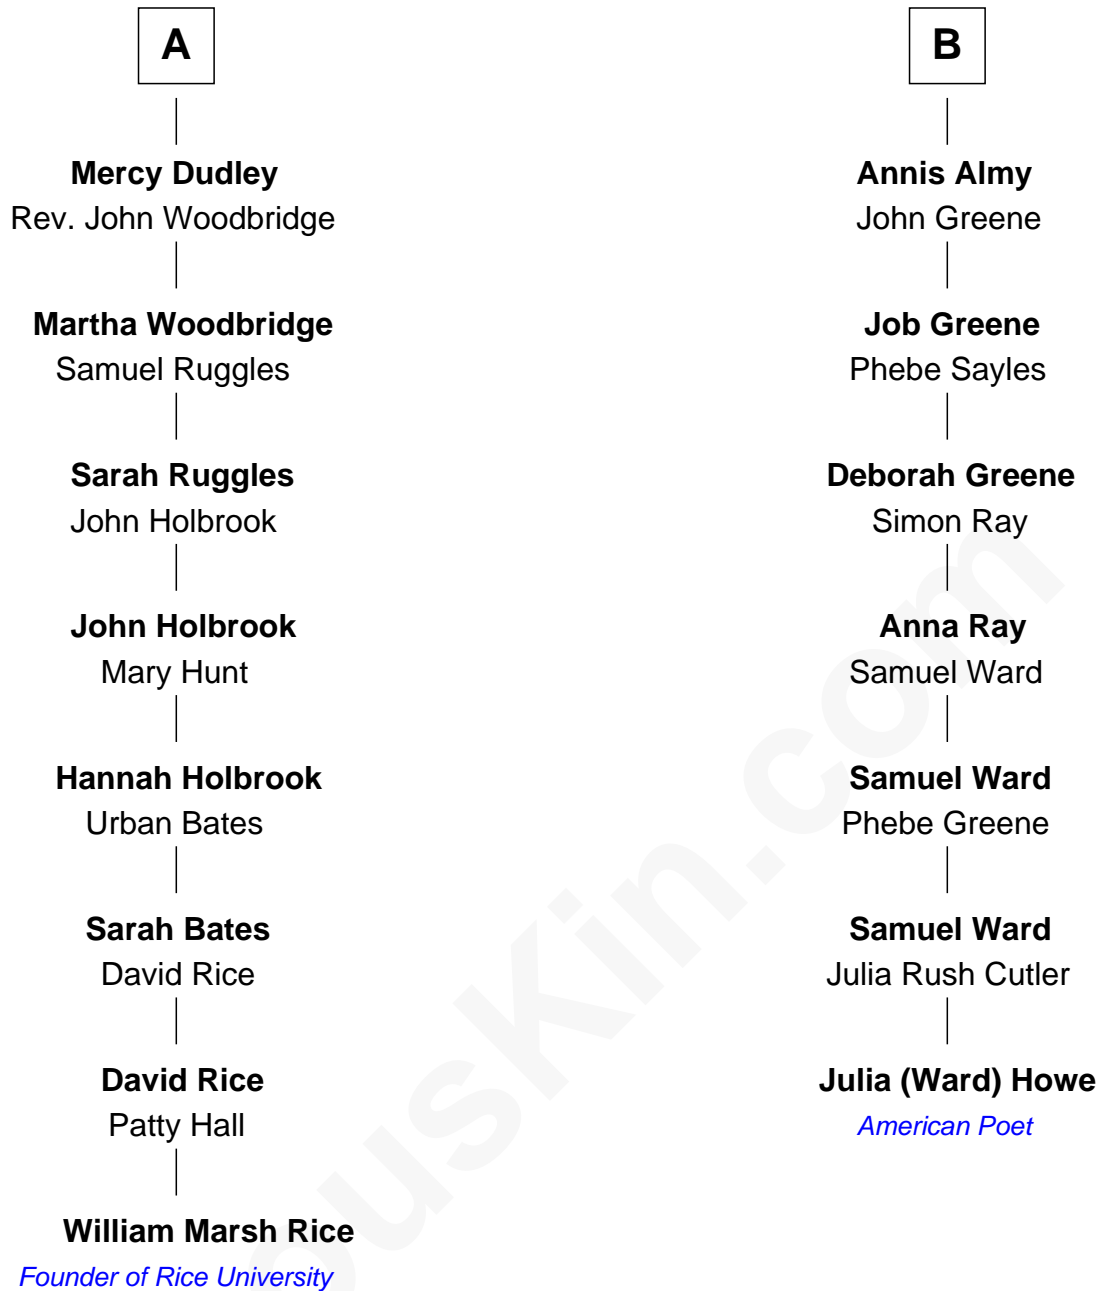 A
Mercy Dudley
Rev. John Woodbridge
Martha Woodbridge
Samuel Ruggles
Sarah Ruggles
John Holbrook
John Holbrook
Mary Hunt
Hannah Holbrook
Urban Bates
Sarah Bates
David Rice
David Rice
Patty Hall
William Marsh Rice
Founder of Rice University
B
Annis Almy
John Greene
Job Greene
Phebe Sayles
Deborah Greene
Simon Ray
Anna Ray
Samuel Ward
Samuel Ward
Phebe Greene
Samuel Ward
Julia Rush Cutler
Julia (Ward) Howe
American Poet
ousKin.com